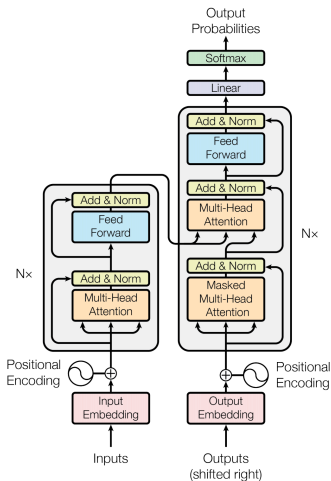 Output
Probabilities
Softmax
Linear
Add & Norm
Feed
Forward
Add & Norm
Multi-Head
Attention
Add & Norm
Masked
Multi-Head
Attention
N×
Positional
Encoding
Output
Embedding
Outputs
(shifted right)
Add & Norm
Feed
Forward
Add & Norm
Multi-Head
Attention
N×
Positional
Encoding
Input
Embedding
Inputs